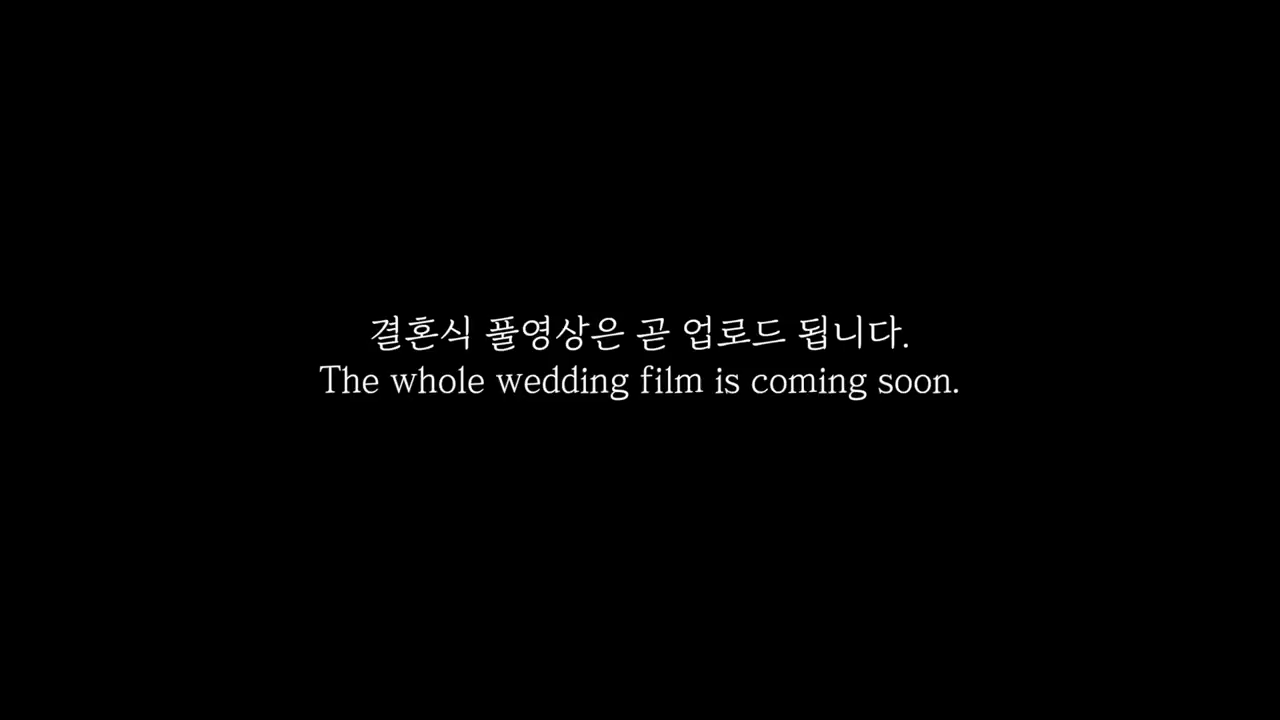 결혼식 풀영상은 곧 업로드 됩니다.
The whole wedding film is coming soon.